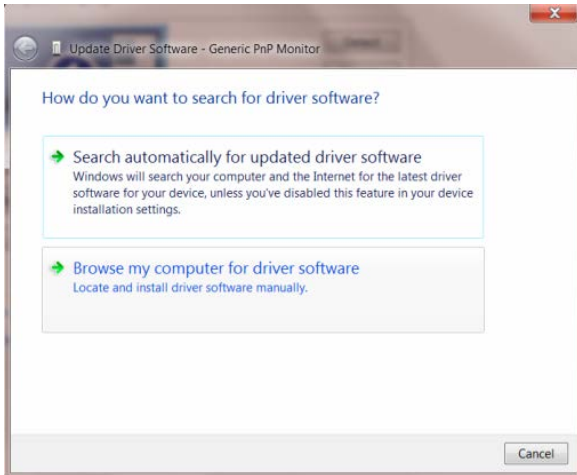 Update Driver Software - Generic PnP Monitor
How do you want to search for driver software?
Search automatically for updated driver software
Windows will search your computer and the Internet for the latest driver
software for your device, unless you've disabled this feature in your device
installation settings.
Browse my computer for driver software
Locate and install driver software manually.
Cancel